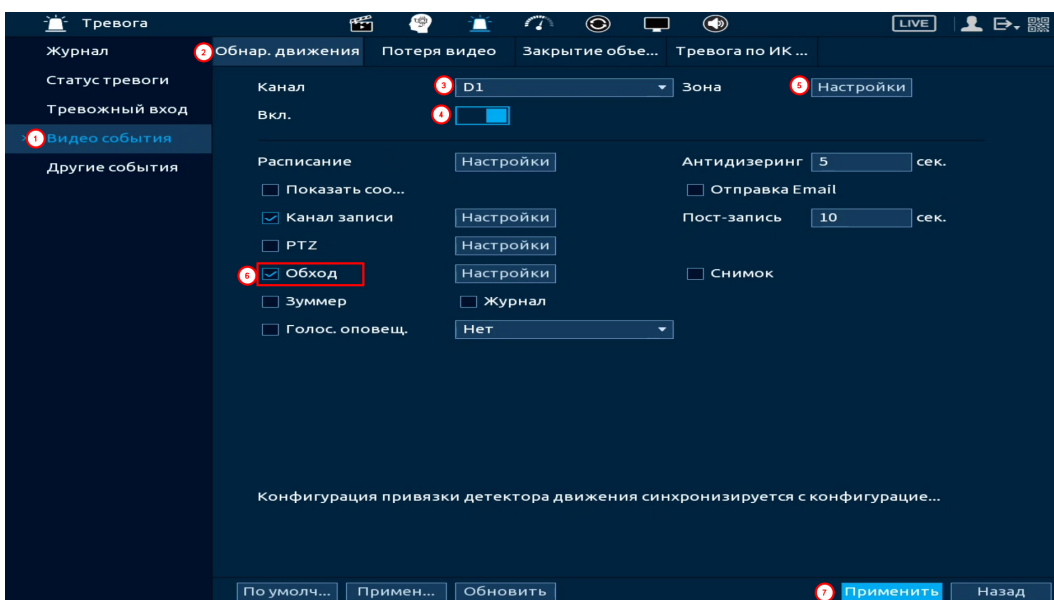 Тревога LIVE
Журнал
Статус тревоги
Тревожный вход
1 Видео события
Другие события
2 Обнар. движения Потеря видео Закрытие объе... Тревога по ИК ...
Канал 3 D1 Зона 5 Настройки
Вкл. 4
Расписание Настройки Антидизеринг 5 сек.
Показать соо... Отправка Email
Канал записи Настройки Пост-запись 10 сек.
PTZ Настройки
6 Обход Настройки Снимок
Зуммер Журнал
Голос. оповещ. Нет
Конфигурация привязки детектора движения синхронизируется с конфигурацие...
По умолч... Примен... Обновить 7 Применить Назад